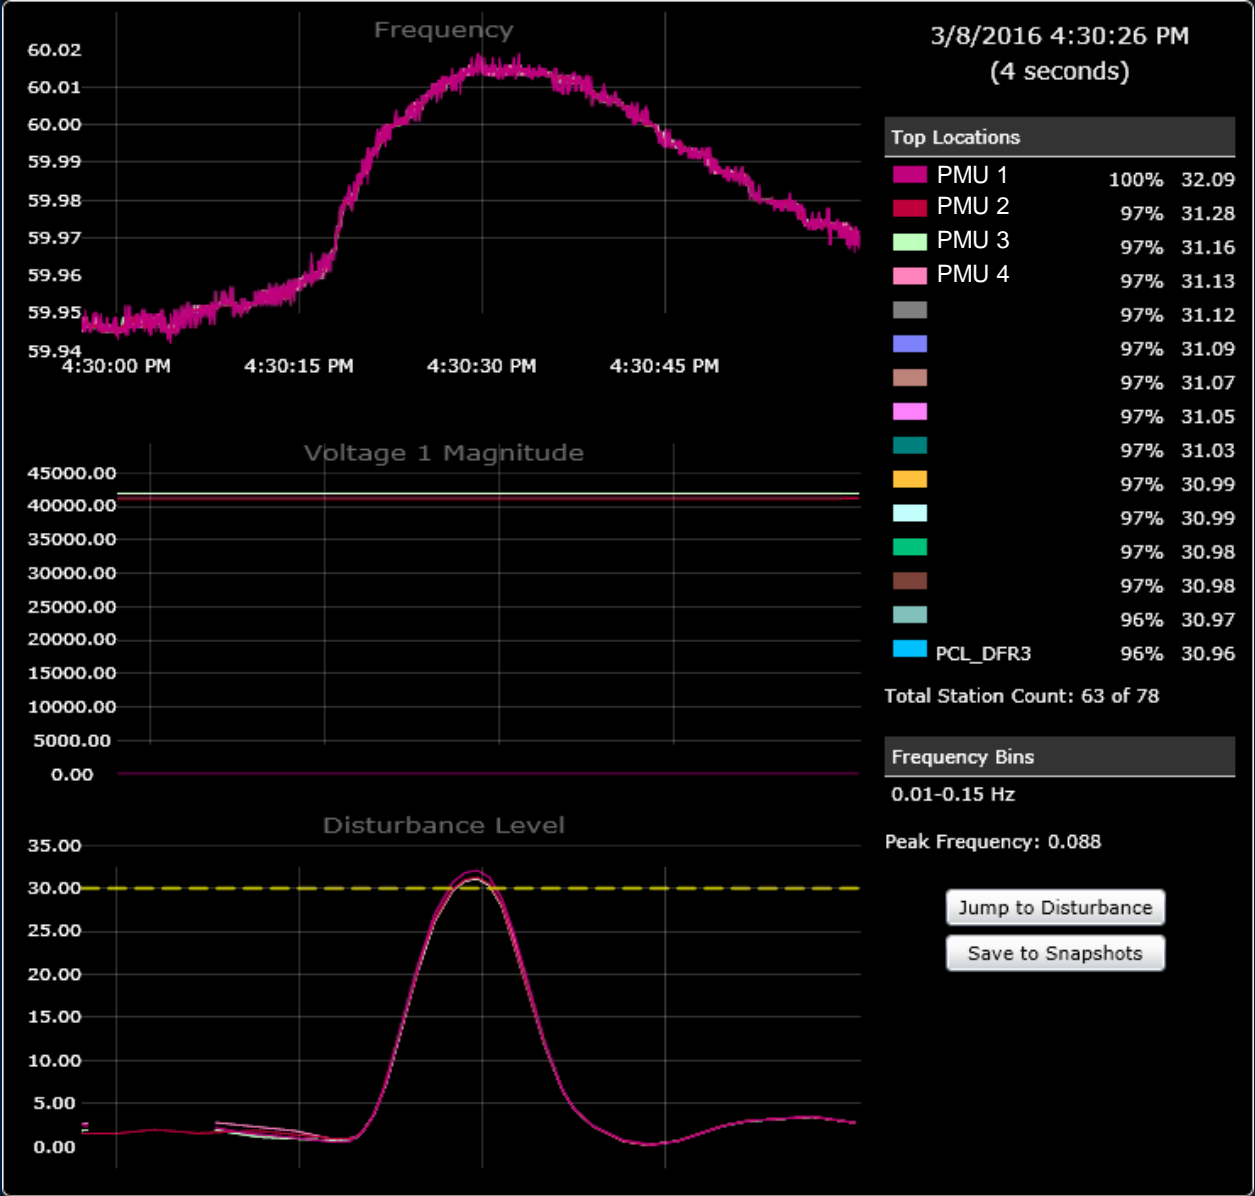 Frequency
60.02
60.01
60.00
59.99
59.98
59.97
59.96
59.95
59.94
4:30:00 PM 4:30:15 PM 4:30:30 PM 4:30:45 PM
Voltage 1 Magnitude
45000.00
40000.00
35000.00
30000.00
25000.00
20000.00
15000.00
10000.00
5000.00
0.00
Disturbance Level
35.00
30.00
25.00
20.00
15.00
10.00
5.00
0.00
3/8/2016 4:30:26 PM
(4 seconds)
Top Locations
PMU 1 100% 32.09
PMU 2 97% 31.28
PMU 3 97% 31.16
PMU 4 97% 31.13
97% 31.12
97% 31.09
97% 31.07
97% 31.05
97% 31.03
97% 30.99
97% 30.99
97% 30.98
97% 30.98
96% 30.97
PCL_DFR3 96% 30.96
Total Station Count: 63 of 78
Frequency Bins
0.01-0.15 Hz
Peak Frequency: 0.088
Jump to Disturbance
Save to Snapshots